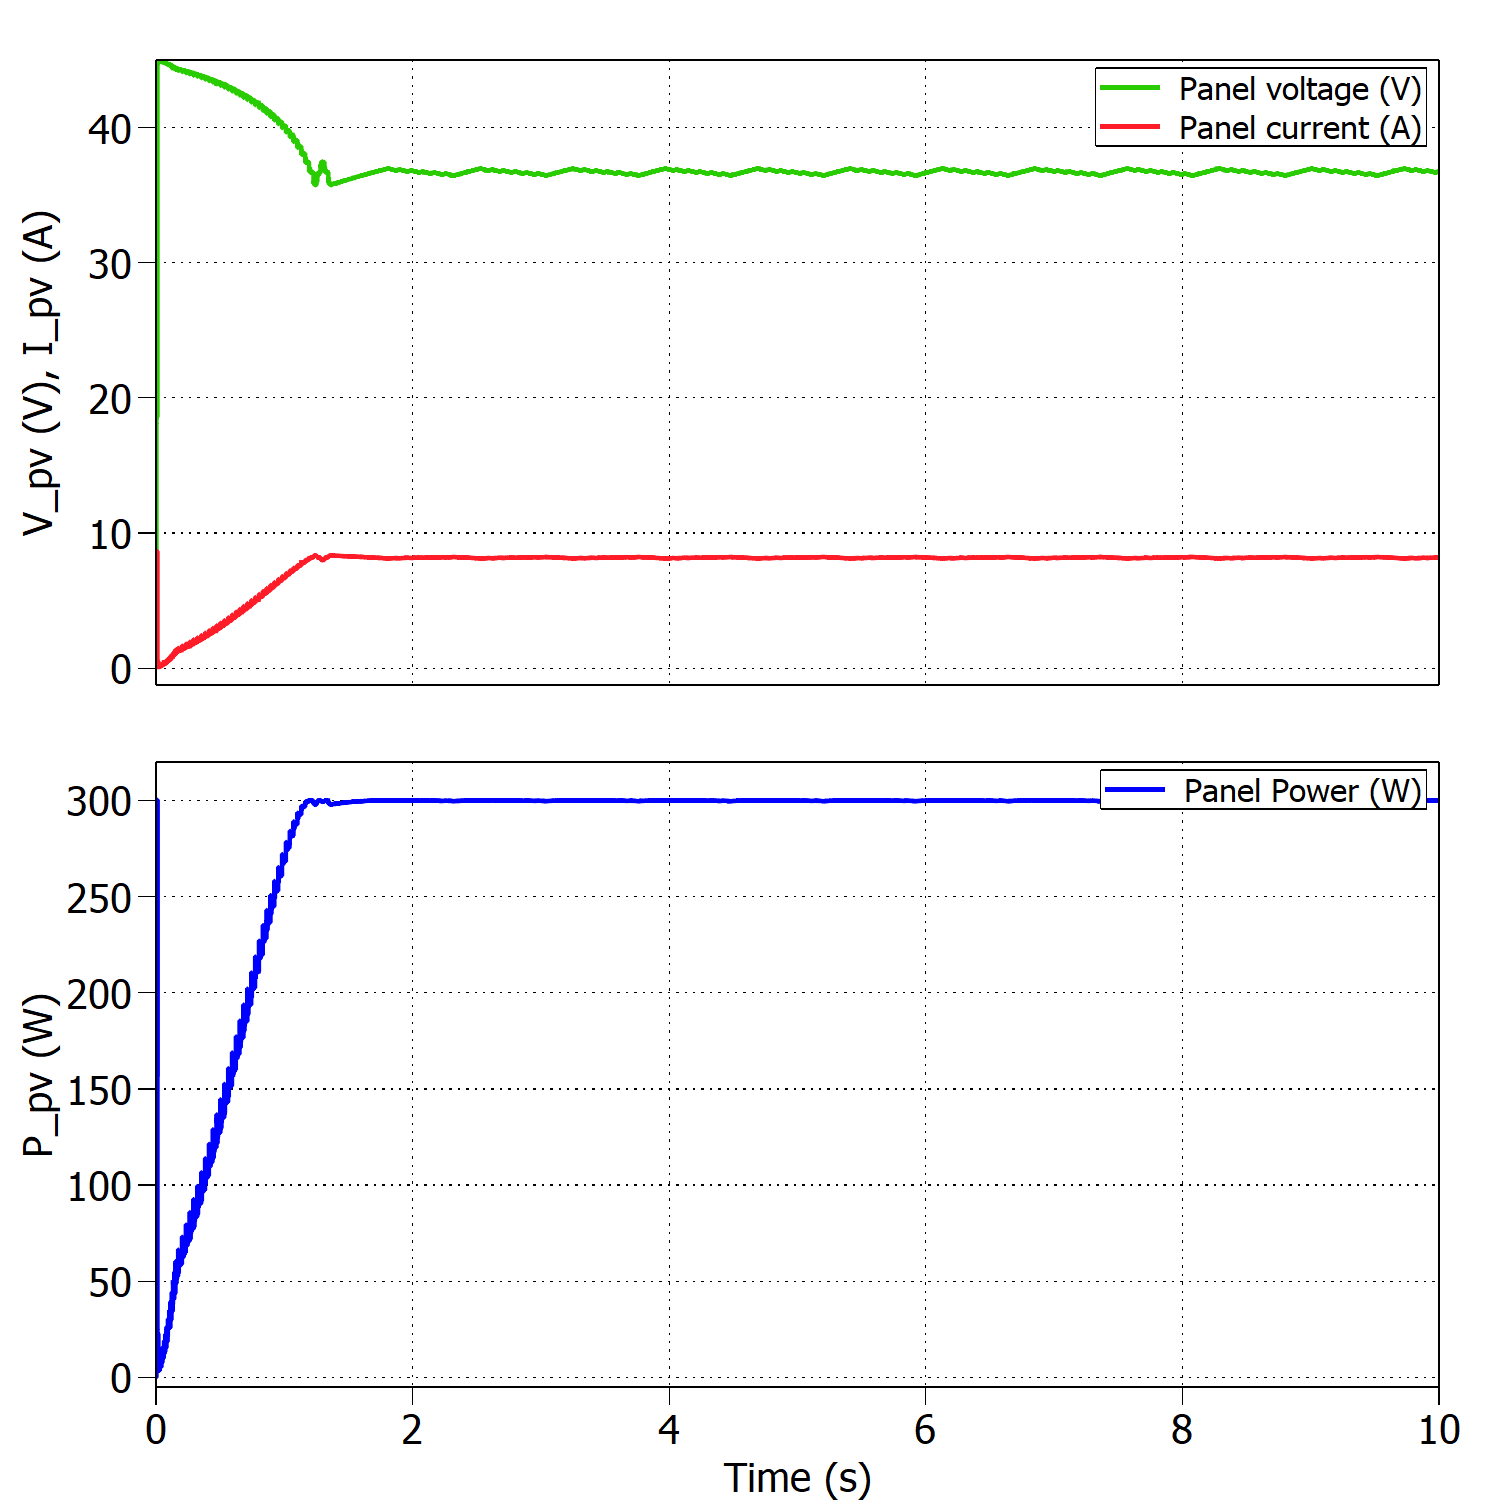 Panel voltage (V)
Panel current (A)
40
30
20
10
0
V_pv (V), I_pv (A)
Panel Power (W)
300
250
200
150
100
50
0
P_pv (W)
0 2 4 6 8 10
Time (s)